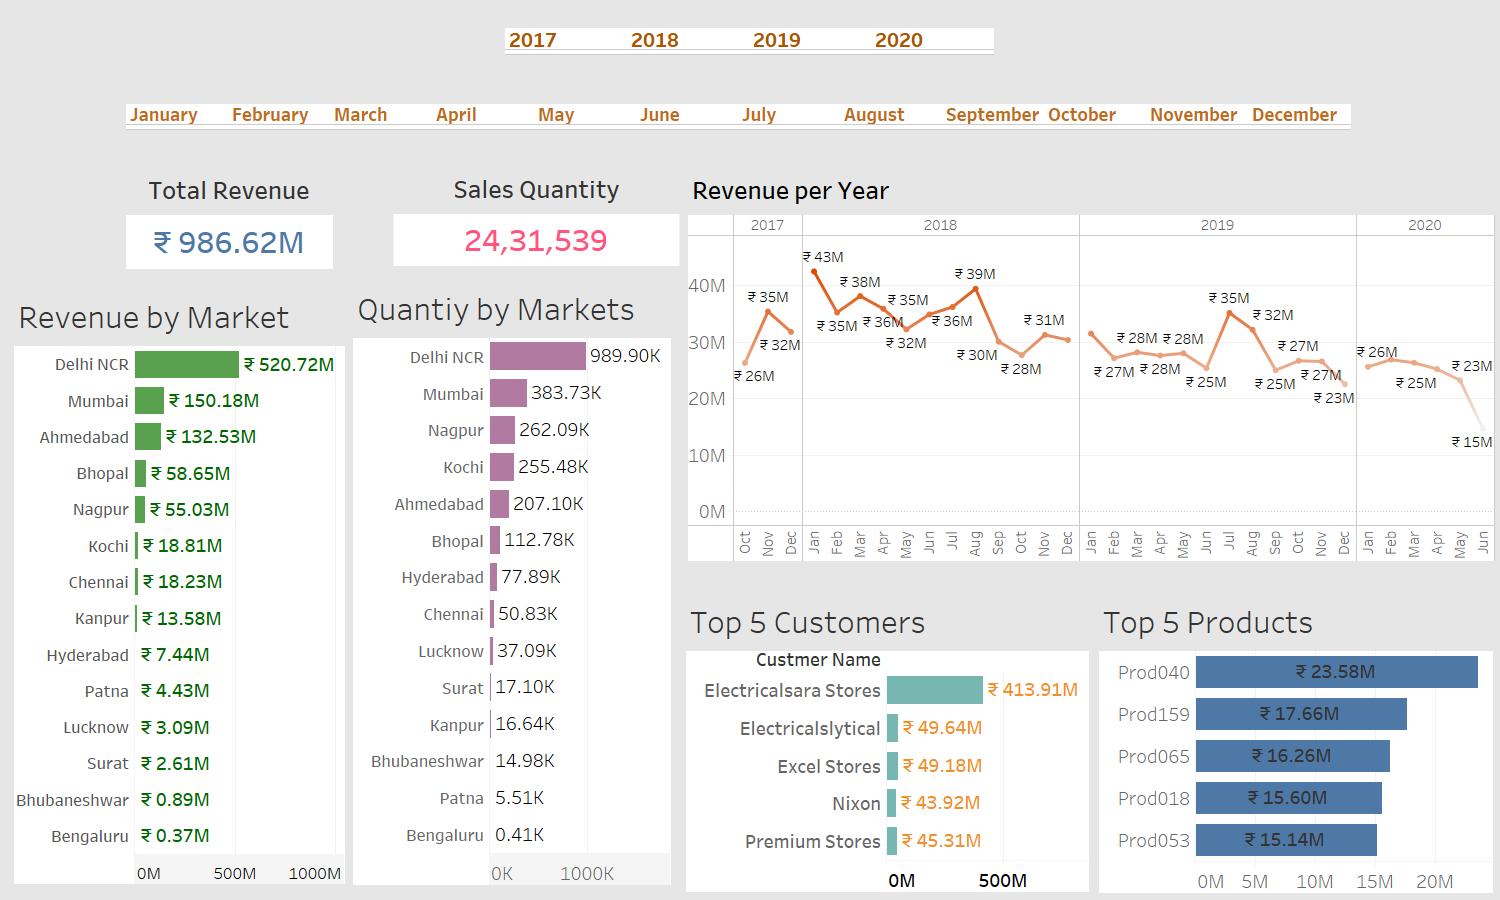 2017 2018 2019 2020
January February March April May June July August September October November December
Total Revenue
₹ 986.62M
Sales Quantity
24,31,539
Revenue per Year
2017 2018 2019 2020
40M
30M
20M
10M
0M
₹ 26M ₹ 35M ₹ 32M ₹ 43M ₹ 35M ₹ 38M ₹ 36M ₹ 32M ₹ 35M ₹ 36M ₹ 39M ₹ 30M ₹ 28M ₹ 31M ₹ 27M ₹ 28M ₹ 28M ₹ 28M ₹ 25M ₹ 35M ₹ 32M ₹ 25M ₹ 27M ₹ 27M ₹ 23M ₹ 26M ₹ 25M ₹ 23M ₹ 15M
Oct Nov Dec Jan Feb Mar Apr May Jun Jul Aug Sep Oct Nov Dec Jan Feb Mar Apr May Jun Jul Aug Sep Oct Nov Dec Jan Feb Mar Apr May Jun
Revenue by Market
Delhi NCR ₹ 520.72M
Mumbai ₹ 150.18M
Ahmedabad ₹ 132.53M
Bhopal ₹ 58.65M
Nagpur ₹ 55.03M
Kochi ₹ 18.81M
Chennai ₹ 18.23M
Kanpur ₹ 13.58M
Hyderabad ₹ 7.44M
Patna ₹ 4.43M
Lucknow ₹ 3.09M
Surat ₹ 2.61M
Bhubaneshwar ₹ 0.89M
Bengaluru ₹ 0.37M
0M 500M 1000M
Quantiy by Markets
Delhi NCR 989.90K
Mumbai 383.73K
Nagpur 262.09K
Kochi 255.48K
Ahmedabad 207.10K
Bhopal 112.78K
Hyderabad 77.89K
Chennai 50.83K
Lucknow 37.09K
Surat 17.10K
Kanpur 16.64K
Bhubaneshwar 14.98K
Patna 5.51K
Bengaluru 0.41K
0K 1000K
Top 5 Customers
Custmer Name
Electricalsara Stores ₹ 413.91M
Electricalslytical ₹ 49.64M
Excel Stores ₹ 49.18M
Nixon ₹ 43.92M
Premium Stores ₹ 45.31M
0M 500M
Top 5 Products
Prod040 ₹ 23.58M
Prod159 ₹ 17.66M
Prod065 ₹ 16.26M
Prod018 ₹ 15.60M
Prod053 ₹ 15.14M
0M 5M 10M 15M 20M